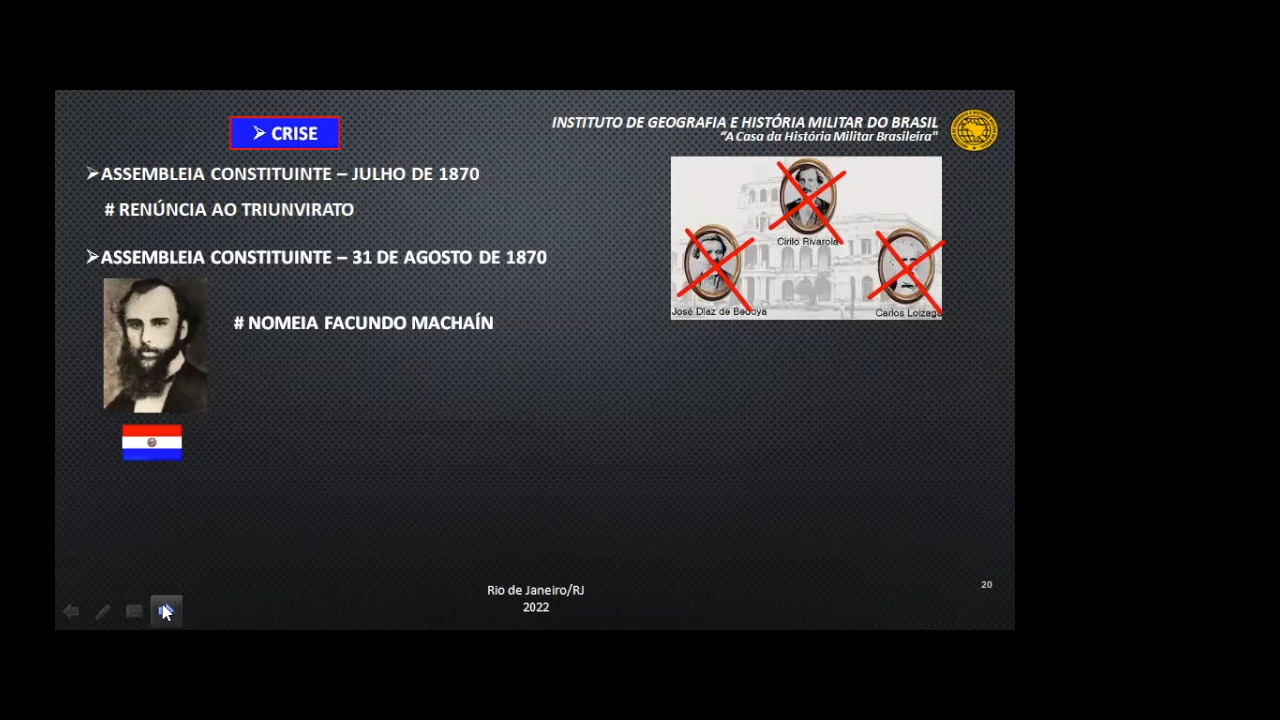 ➢ CRISE
INSTITUTO DE GEOGRAFIA E HISTÓRIA MILITAR DO BRASIL
“A Casa da História Militar Brasileira"
➢ASSEMBLEIA CONSTITUINTE – JULHO DE 1870
# RENÚNCIA AO TRIUNVIRATO
➢ASSEMBLEIA CONSTITUINTE – 31 DE AGOSTO DE 1870
# NOMEIA FACUNDO MACHAÍN
Cirilo Rivarola
José Díaz de Bedoya
Carlos Loizaga
Rio de Janeiro/RJ
2022
20